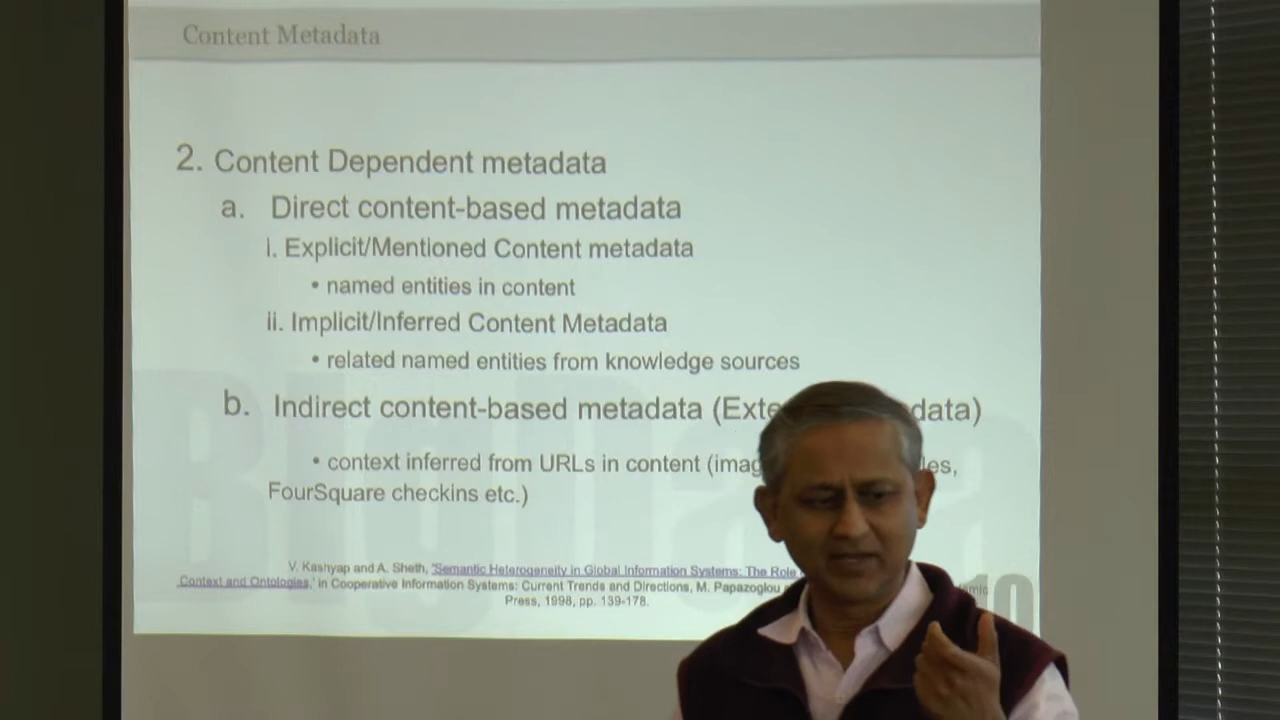 Content Metadata
2. Content Dependent metadata
a. Direct content-based metadata
i. Explicit/Mentioned Content metadata
• named entities in content
ii. Implicit/Inferred Content Metadata
• related named entities from knowledge sources
b. Indirect content-based metadata (Exte data)
• context inferred from URLs in content (imag les,
FourSquare checkins etc.)
V. Kashyap and A. Sheth, 'Semantic Heterogeneity in Global Information Systems: The Role
Context and Ontologies,' in Cooperative Information Systems: Current Trends and Directions, M. Papazoglou
Press, 1998, pp. 139-178.